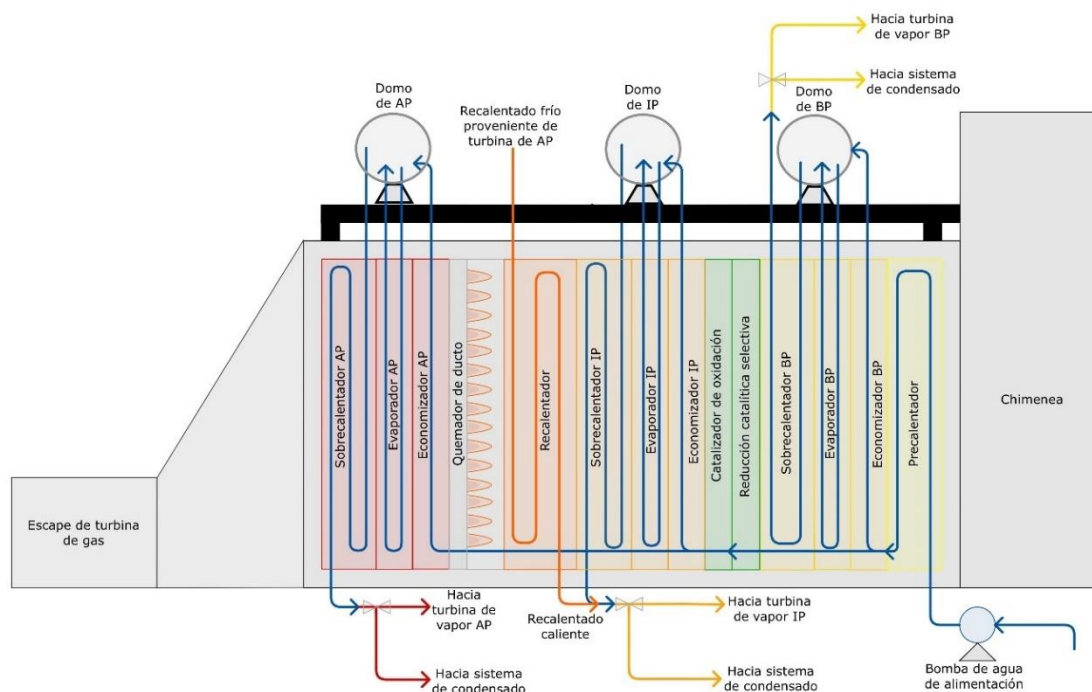 Hacia turbina
de vapor BP
Hacia sistema
de condensado
Domo
de AP
Recalentado frío
proveniente de
turbina de AP
Domo
de IP
Domo
de BP
Escape de turbina
de gas
Sobrecalentador AP
Evaporador AP
Economizador AP
Quemador de ducto
Recalentador
Sobrecalentador IP
Evaporador IP
Economizador IP
Catalizador de oxidación
Reducción catalítica selectiva
Sobrecalentador BP
Evaporador BP
Economizador BP
Precalentador
Chimenea
Hacia
turbina de
vapor AP
Hacia sistema
de condensado
Recalentado
caliente
Hacia turbina
de vapor IP
Hacia sistema
de condensado
Bomba de agua
de alimentación